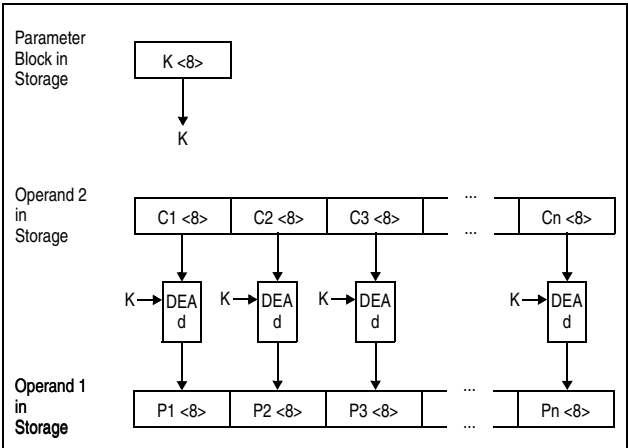 Parameter
Block in
Storage
K <8>
K
Operand 2
in
Storage
C1 <8> C2 <8> C3 <8> ... ... Cn <8>
K DEA d K DEA d K DEA d K DEA d
Operand 1
in
Storage
P1 <8> P2 <8> P3 <8> ... ... Pn <8>